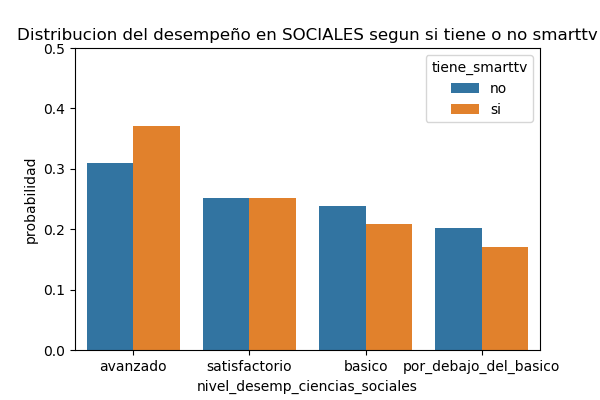 Distribucion del desempeño en SOCIALES segun si tiene o no smarttv
tiene_smarttv
no
si
probabilidad
0.5
0.4
0.3
0.2
0.1
0.0
avanzado
satisfactorio
basico
por_debajo_del_basico
nivel_desemp_ciencias_sociales